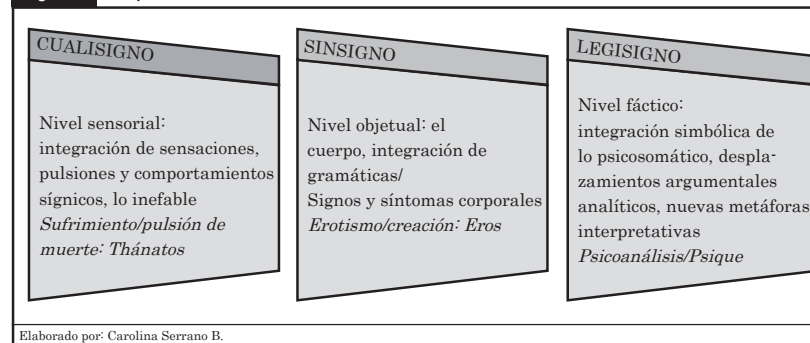 CUALISIGNO
Nivel sensorial:
integración de sensaciones,
pulsiones y comportamientos
sígnicos, lo inefable
Sufrimiento/pulsión de
muerte: Thánatos
SINSIGNO
Nivel objetual: el
cuerpo, integración de
gramáticas/
Signos y síntomas corporales
Erotismo/creación: Eros
LEGISIGNO
Nivel fáctico:
integración simbólica de
lo psicosomático, despla-
zamientos argumentales
analíticos, nuevas metáforas
interpretativas
Psicoanálisis/Psique
Elaborado por: Carolina Serrano B.